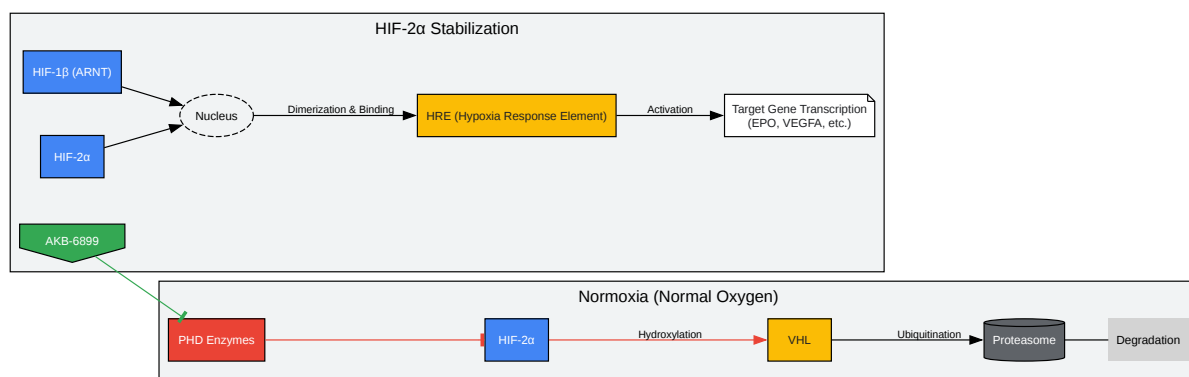 HIF-2α Stabilization
HIF-1β (ARNT)
HIF-2α
Nucleus
Dimerization & Binding
HRE (Hypoxia Response Element)
Activation
Target Gene Transcription
(EPO, VEGFA, etc.)
AKB-6899
Normoxia (Normal Oxygen)
PHD Enzymes
HIF-2α
Hydroxylation
VHL
Ubiquitination
Proteasome
Degradation